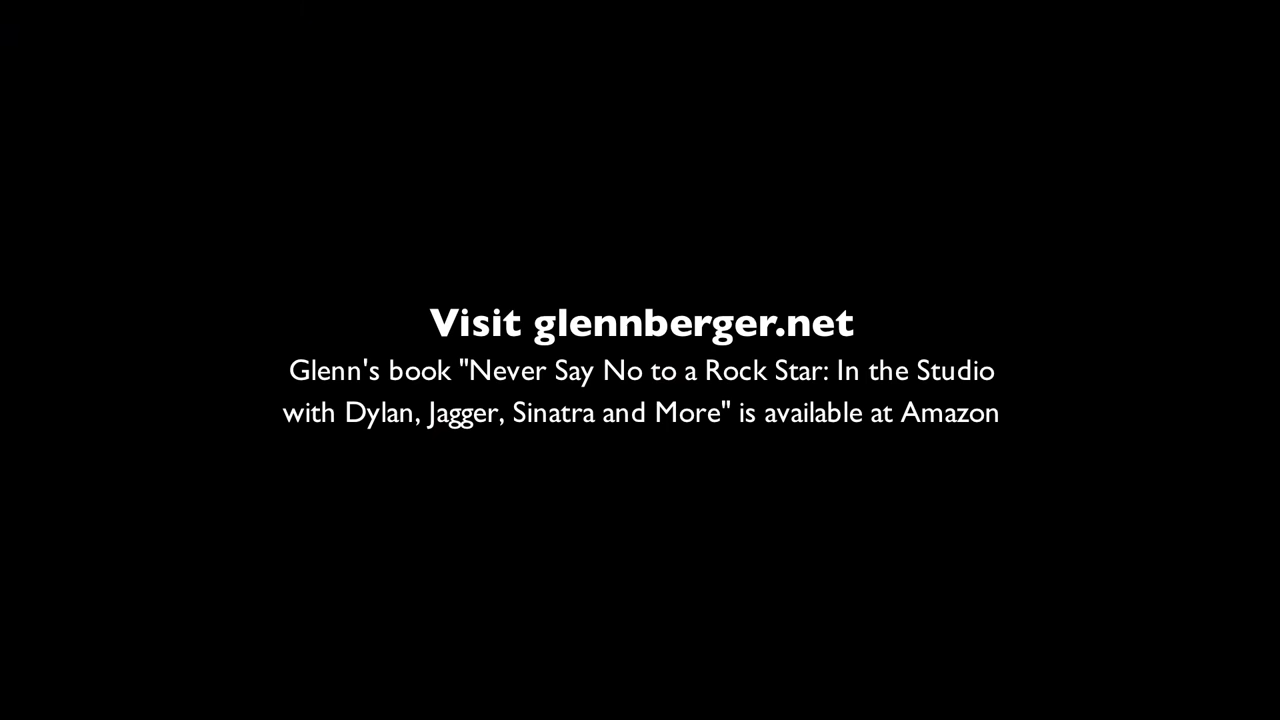 Visit glennberger.net
Glenn's book "Never Say No to a Rock Star: In the Studio
with Dylan, Jagger, Sinatra and More" is available at Amazon